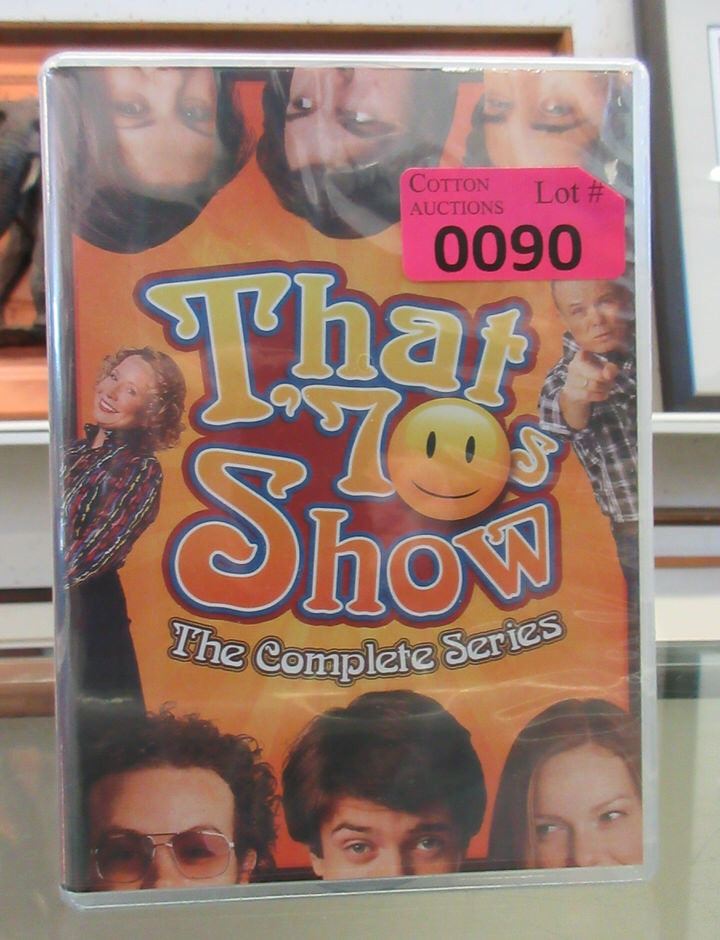 COTTON
AUCTIONS
Lot #
0090
That
'70s
Show
The Complete Series